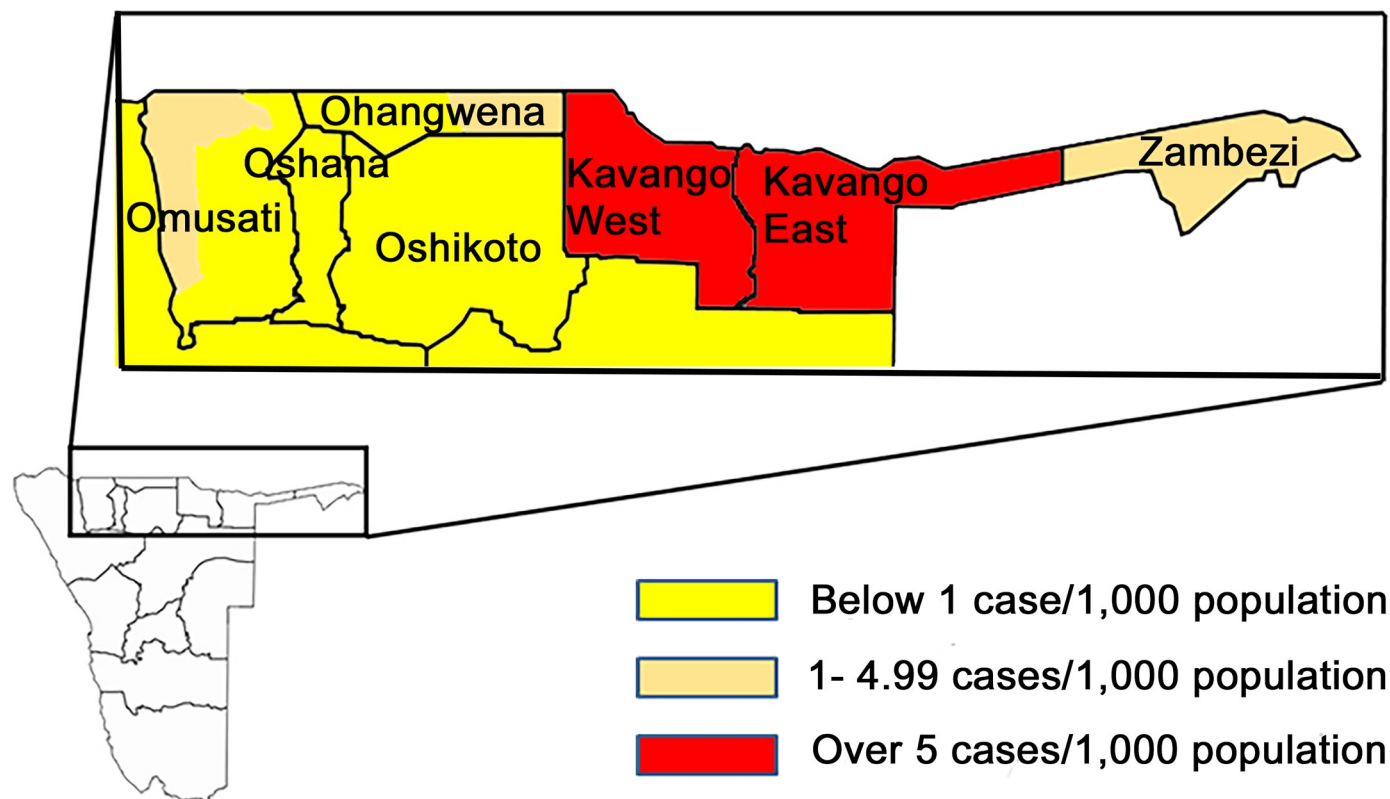 Ohangwena
Oshana
Omusati
Oshikoto
Kavango
West
Kavango
East
Zambezi
Below 1 case/1,000 population
1- 4.99 cases/1,000 population
Over 5 cases/1,000 population